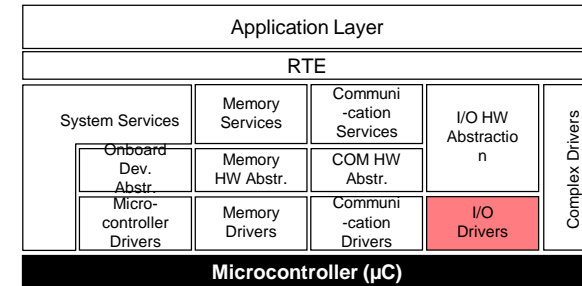 Application Layer
RTE
System Services
Memory
Services
Communi
-cation
Services
I/O HW
Abstractio
n
Complex Drivers
Onboard
Dev.
Abstr.
Memory
HW Abstr.
COM HW
Abstr.
Micro-
controller
Drivers
Memory
Drivers
Communi
-cation
Drivers
I/O
Drivers
Microcontroller (µC)